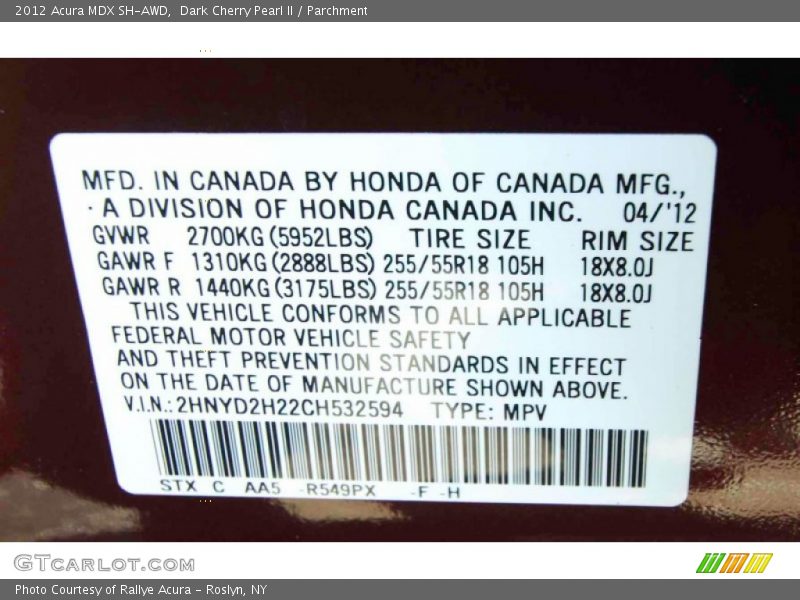 2012 Acura MDX SH-AWD, Dark Cherry Pearl II / Parchment
MFD. IN CANADA BY HONDA OF CANADA MFG.,
A DIVISION OF HONDA CANADA INC. 04/'12
GVWR 2700KG (5952LBS) TIRE SIZE RIM SIZE
GAWR F 1310KG (2888LBS) 255/55R18 105H 18X8.0J
GAWR R 1440KG (3175LBS) 255/55R18 105H 18X8.0J
THIS VEHICLE CONFORMS TO ALL APPLICABLE
FEDERAL MOTOR VEHICLE SAFETY
AND THEFT PREVENTION STANDARDS IN EFFECT
ON THE DATE OF MANUFACTURE SHOWN ABOVE.
V.I.N.: 2HNYD2H22CH532594 TYPE: MPV
STX C AA5 -R549PX -F -H
GTCARLOT.COM
Photo Courtesy of Rallye Acura - Roslyn, NY